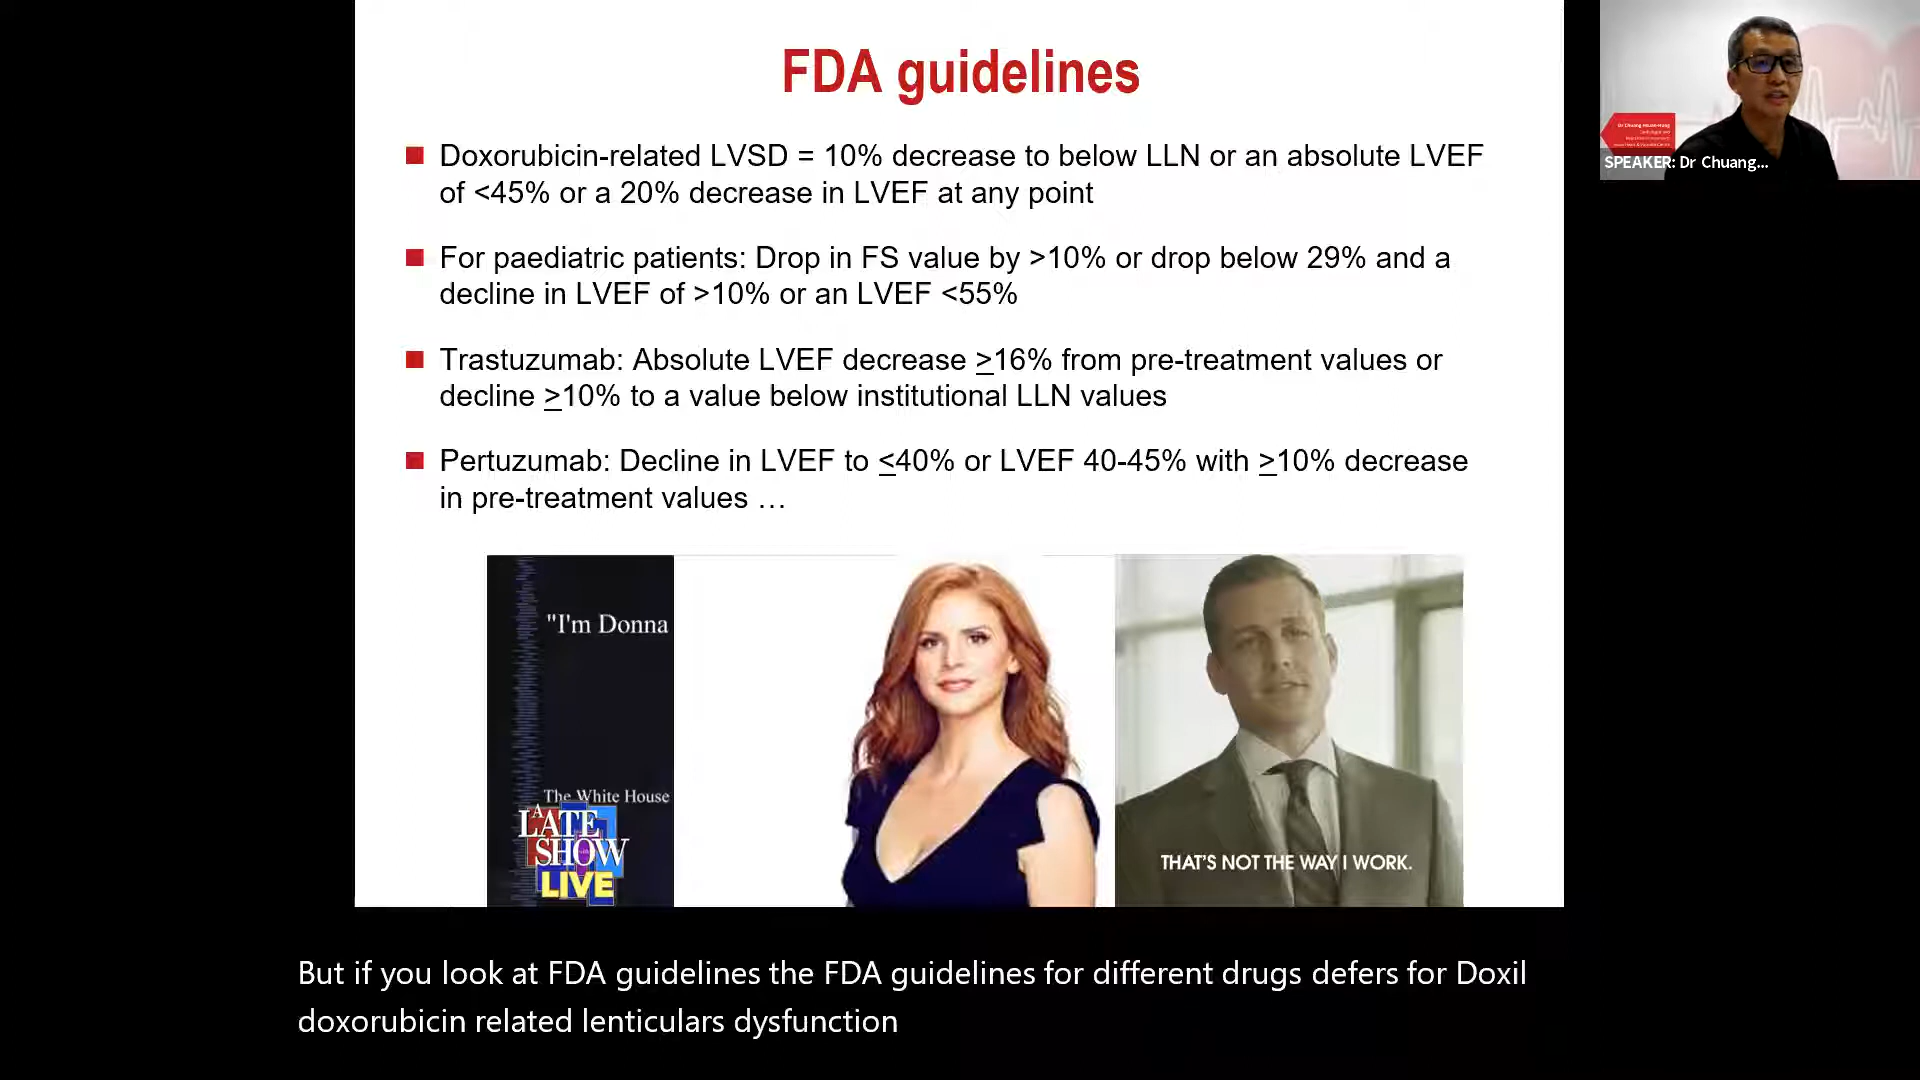 FDA guidelines
Doxorubicin-related LVSD = 10% decrease to below LLN or an absolute LVEF
of <45% or a 20% decrease in LVEF at any point
For paediatric patients: Drop in FS value by >10% or drop below 29% and a
decline in LVEF of >10% or an LVEF <55%
Trastuzumab: Absolute LVEF decrease ≥16% from pre-treatment values or
decline ≥10% to a value below institutional LLN values
Pertuzumab: Decline in LVEF to ≤40% or LVEF 40-45% with ≥10% decrease
in pre-treatment values …
"I'm Donna
The White House
A
LATE
SHOW
LIVE
THAT'S NOT THE WAY I WORK.
Dr Chuang Hsuan-Hung
SPEAKER: Dr Chuang...
But if you look at FDA guidelines the FDA guidelines for different drugs defers for Doxil
doxorubicin related lenticulars dysfunction